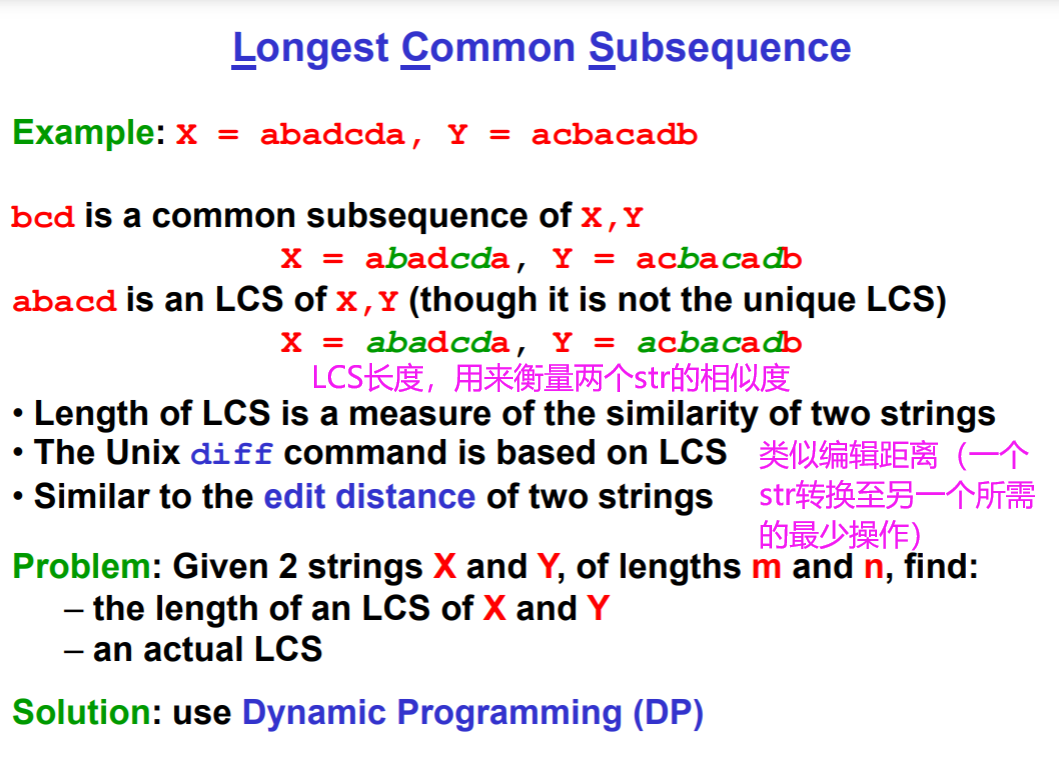 Longest Common Subsequence
Example: X = abadcda, Y = acbacadb
bcd is a common subsequence of X,Y
X = abadcda, Y = acbacadb
abacd is an LCS of X,Y (though it is not the unique LCS)
X = abadcda, Y = acbacadb
LCS长度，用来衡量两个str的相似度
• Length of LCS is a measure of the similarity of two strings
• The Unix diff command is based on LCS
• Similar to the edit distance of two strings
类似编辑距离（一个
str转换至另一个所需
的最少操作）
Problem: Given 2 strings X and Y, of lengths m and n, find:
– the length of an LCS of X and Y
– an actual LCS
Solution: use Dynamic Programming (DP)